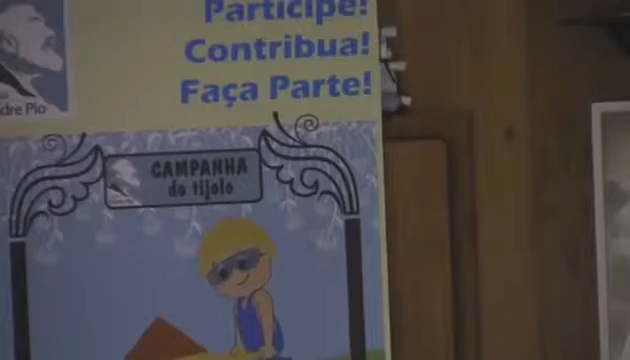 Participe!
Contribua!
Faça Parte!
dre Pio
CAMPANHA
do tijolo